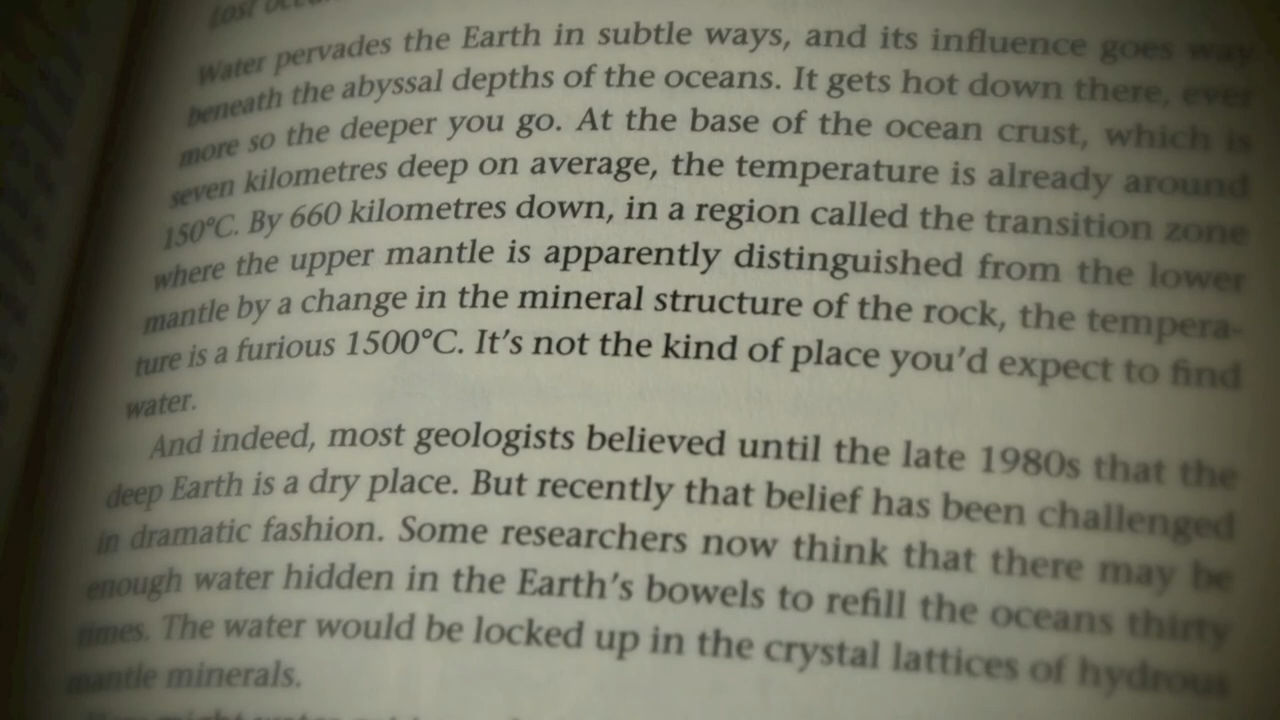 Lost
Water pervades the Earth in subtle ways, and its influence goes way
beneath the abyssal depths of the oceans. It gets hot down there, ever
more so the deeper you go. At the base of the ocean crust, which is
seven kilometres deep on average, the temperature is already around
150°C. By 660 kilometres down, in a region called the transition zone
where the upper mantle is apparently distinguished from the lower
mantle by a change in the mineral structure of the rock, the tempera-
ture is a furious 1500°C. It's not the kind of place you'd expect to find
water.
And indeed, most geologists believed until the late 1980s that the
deep Earth is a dry place. But recently that belief has been challenged
in dramatic fashion. Some researchers now think that there may be
enough water hidden in the Earth's bowels to refill the oceans thirty
times. The water would be locked up in the crystal lattices of hydrous
mantle minerals.